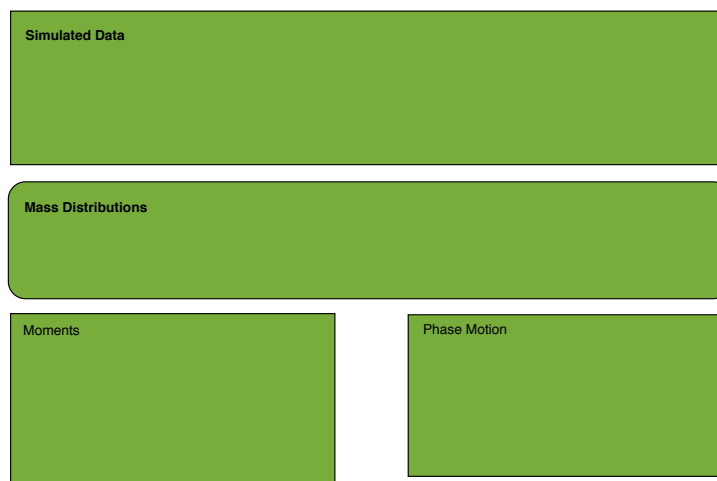 Simulated Data
Mass Distributions
Moments
Phase Motion